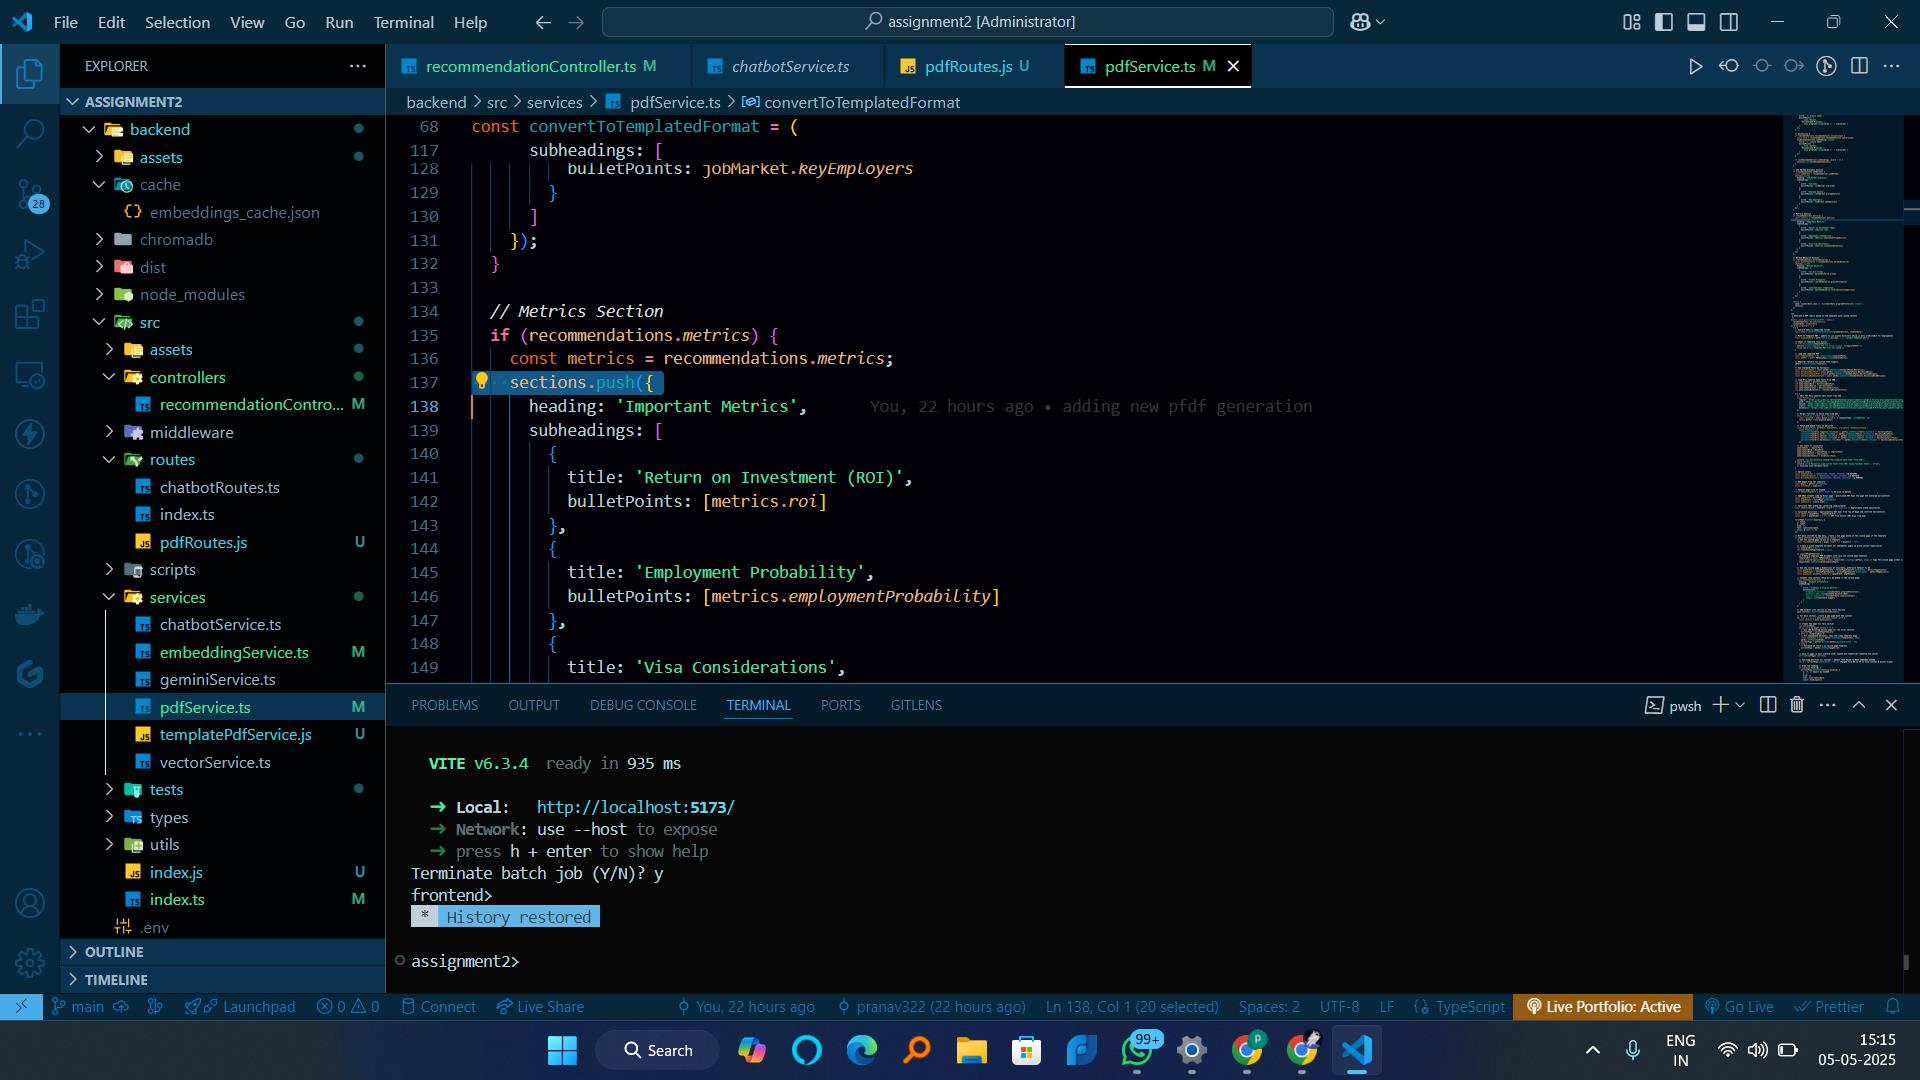 File Edit Selection View Go Run Terminal Help
assignment2 [Administrator]
EXPLORER
recommendationController.ts M
chatbotService.ts
pdfRoutes.js U
pdfService.ts M
ASSIGNMENT2
backend > src > services > pdfService.ts > convertToTemplatedFormat
backend
assets
cache
embeddings_cache.json
chromadb
dist
node_modules
src
assets
controllers
recommendationContro... M
middleware
routes
chatbotRoutes.ts
index.ts
pdfRoutes.js U
scripts
services
chatbotService.ts
embeddingService.ts M
geminiService.ts
pdfService.ts M
templatePdfService.js U
vectorService.ts
tests
types
utils
index.js U
index.ts M
.env
OUTLINE
TIMELINE
28
68 const convertToTemplatedFormat = (
117 subheadings: [
128 bulletPoints: jobMarket.keyEmployers
129 }
130 ]
131 });
132 }
133
134 // Metrics Section
135 if (recommendations.metrics) {
136 const metrics = recommendations.metrics;
137 sections.push({
138 heading: 'Important Metrics', You, 22 hours ago • adding new pfdf generation
139 subheadings: [
140 {
141 title: 'Return on Investment (ROI)',
142 bulletPoints: [metrics.roi]
143 },
144 {
145 title: 'Employment Probability',
146 bulletPoints: [metrics.employmentProbability]
147 },
148 {
149 title: 'Visa Considerations',
PROBLEMS OUTPUT DEBUG CONSOLE TERMINAL PORTS GITLENS
pwsh
VITE v6.3.4 ready in 935 ms
➜ Local: http://localhost:5173/
➜ Network: use --host to expose
➜ press h + enter to show help
Terminate batch job (Y/N)? y
frontend>
* History restored
assignment2>
main Launchpad 0 0 Connect Live Share You, 22 hours ago pranav322 (22 hours ago) Ln 138, Col 1 (20 selected) Spaces: 2 UTF-8 LF {} TypeScript Live Portfolio: Active Go Live Prettier
Search
99+
P
ENG
IN
15:15
05-05-2025